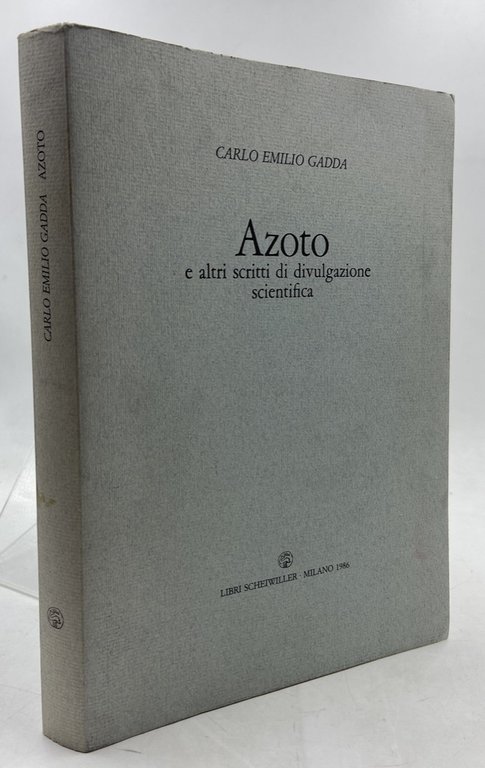 CARLO EMILIO GADDA AZOTO
CARLO EMILIO GADDA
Azoto
e altri scritti di divulgazione
scientifica
LIBRI SCHEIWILLER · MILANO 1986